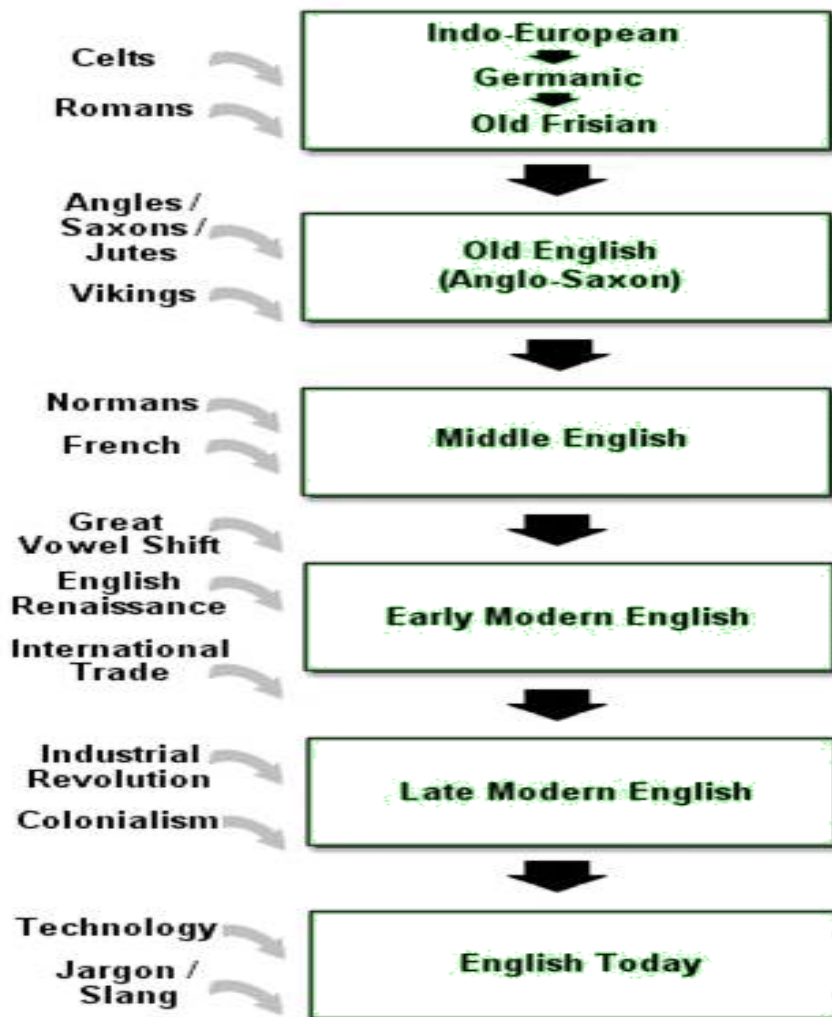 Indo-European
Celts
Germanic
Romans
Old Frisian
Angles /
Saxons /
Jutes
Old English
(Anglo-Saxon)
Vikings
Normans
Middle English
French
Great
Vowel Shift
English
Renaissance
Early Modern English
International
Trade
Industrial
Revolution
Late Modern English
Colonialism
Technology
English Today
Jargon /
Slang